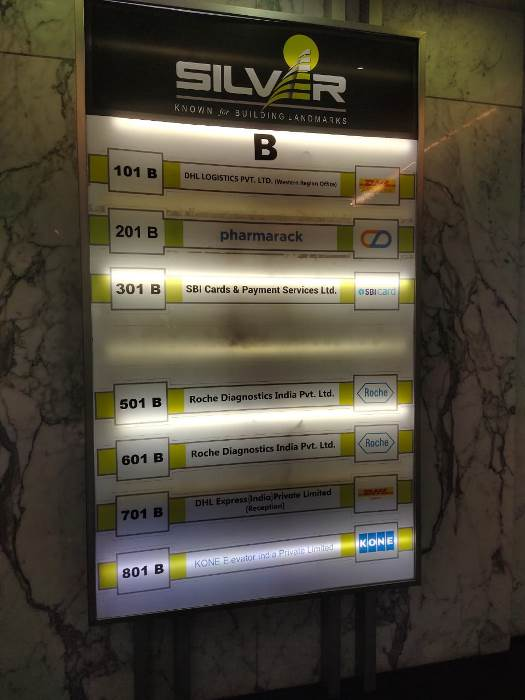 SILVER
KNOWN for BUILDING LANDMARKS
B
101 B DHL LOGISTICS PVT. LTD. (Western Region Office) DHL
201 B pharmarack
301 B SBI Cards & Payment Services Ltd. SBI card
501 B Roche Diagnostics India Pvt. Ltd. Roche
601 B Roche Diagnostics India Pvt. Ltd. Roche
701 B DHL Express(India)Private Limited DHL
(Reception)
801 B KONE Elevator India Private Limited KONE